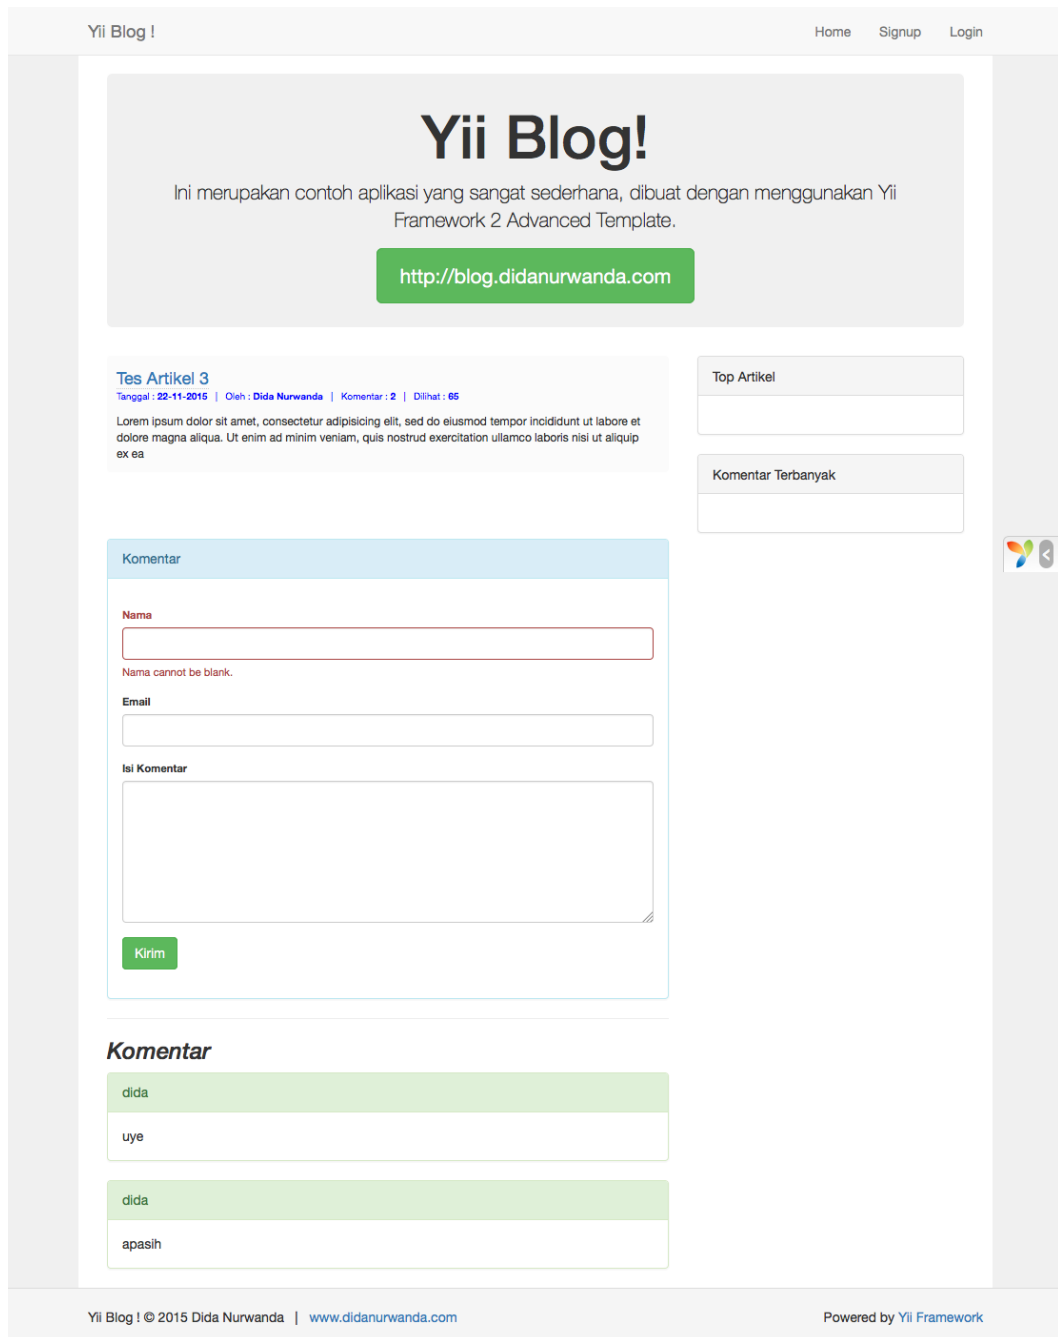 Yii Blog !
Home Signup Login
Yii Blog!
Ini merupakan contoh aplikasi yang sangat sederhana, dibuat dengan menggunakan Yii
Framework 2 Advanced Template.
http://blog.didanurwanda.com
Tes Artikel 3
Tanggal : 22-11-2015 | Oleh : Dida Nurwanda | Komentar : 2 | Dilihat : 65
Lorem ipsum dolor sit amet, consectetur adipisicing elit, sed do eiusmod tempor incididunt ut labore et
dolore magna aliqua. Ut enim ad minim veniam, quis nostrud exercitation ullamco laboris nisi ut aliquip
ex ea
Top Artikel
Komentar Terbanyak
Komentar
Nama
Nama cannot be blank.
Email
Isi Komentar
Kirim
Komentar
dida
uye
dida
apasih
Yii Blog ! © 2015 Dida Nurwanda | www.didanurwanda.com
Powered by Yii Framework